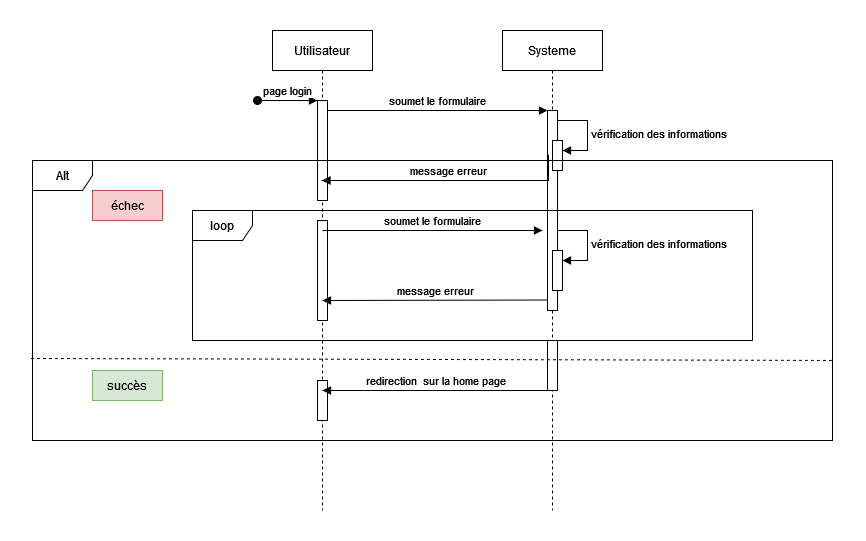 Utilisateur
Systeme
page login
soumet le formulaire
vérification des informations
Alt
message erreur
échec
loop
soumet le formulaire
vérification des informations
message erreur
succès
redirection sur la home page